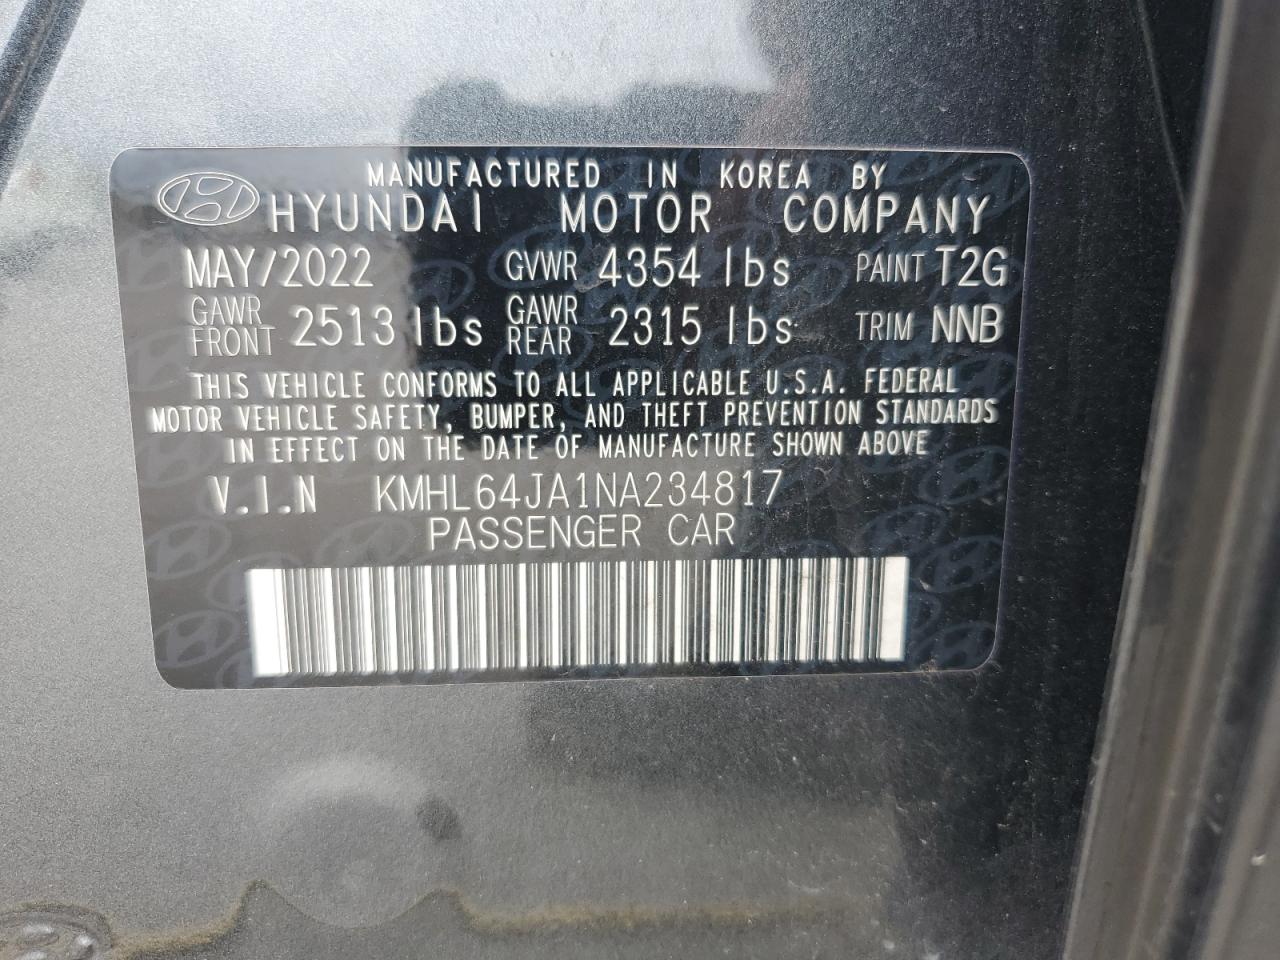 MANUFACTURED IN KOREA BY
HYUNDAI MOTOR COMPANY
MAY/2022 GVWR 4354 lbs PAINT T2G
GAWR FRONT 2513 lbs GAWR REAR 2315 lbs TRIM NNB
THIS VEHICLE CONFORMS TO ALL APPLICABLE U.S.A. FEDERAL
MOTOR VEHICLE SAFETY, BUMPER, AND THEFT PREVENTION STANDARDS
IN EFFECT ON THE DATE OF MANUFACTURE SHOWN ABOVE
V.I.N KMHL64JA1NA234817
PASSENGER CAR